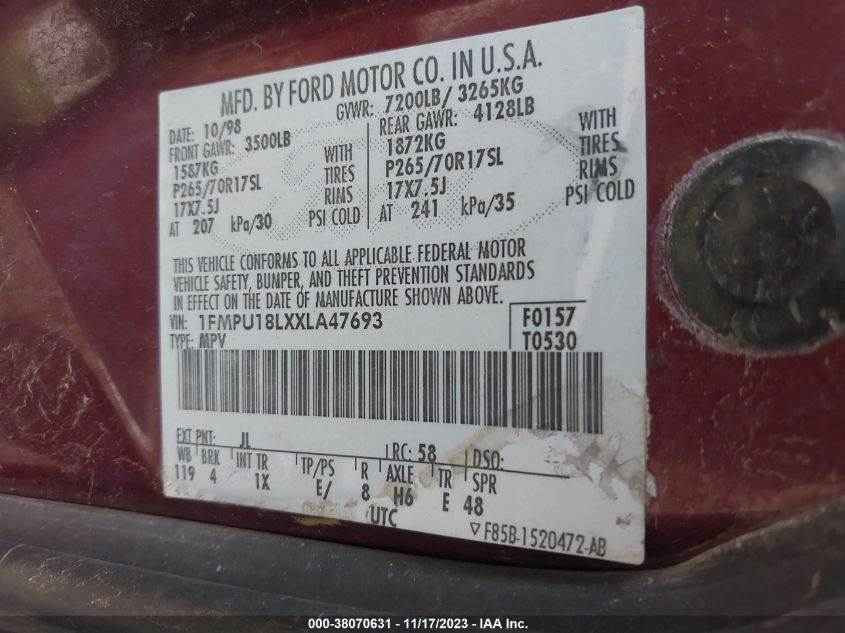 MFD. BY FORD MOTOR CO. IN U.S.A.
DATE: 10/98 GVWR: 7200LB/ 3265KG
FRONT GAWR: 3500LB REAR GAWR: 4128LB
1587KG WITH 1872KG WITH
P265/70R17SL TIRES P265/70R17SL TIRES
17X7.5J RIMS 17X7.5J RIMS
AT 207 kPa/30 PSI COLD AT 241 kPa/35 PSI COLD
THIS VEHICLE CONFORMS TO ALL APPLICABLE FEDERAL MOTOR
VEHICLE SAFETY, BUMPER, AND THEFT PREVENTION STANDARDS
IN EFFECT ON THE DATE OF MANUFACTURE SHOWN ABOVE.
VIN: 1FMPU18LXXLA47693 F0157
TYPE: MPV T0530
EXT PNT: JL RC: 58 DSO:
WB BRK INT TR TP/PS R AXLE TR SPR
119 4 1X E/ 8 H6 E 48
UTC
F85B-1520472-AB
000-38070631 - 11/17/2023 - IAA Inc.